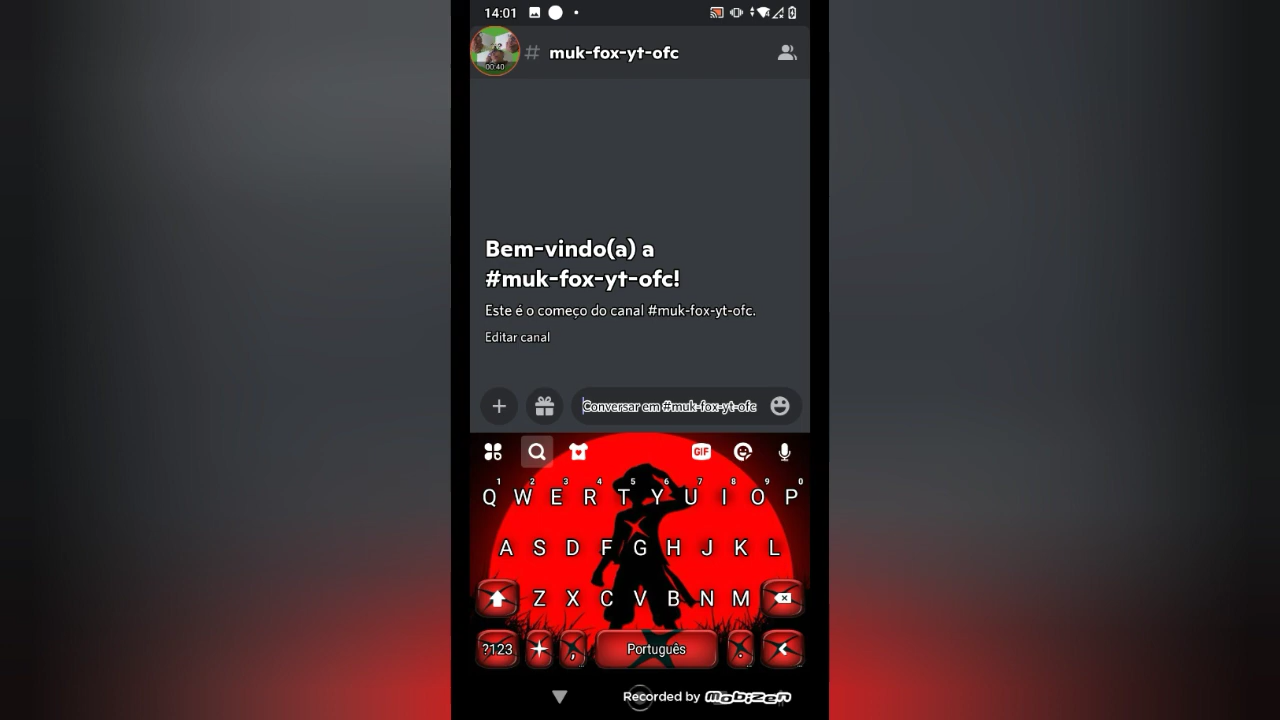 14:01
00:40
# muk-fox-yt-ofc
Bem-vindo(a) a
#muk-fox-yt-ofc!
Este é o começo do canal #muk-fox-yt-ofc.
Editar canal
Conversar em #muk-fox-yt-ofc
GIF
1 2 3 4 5 6 7 8 9 0
Q W E R T Y U I O P
A S D F G H J K L
Z X C V B N M
?123 , Português .
Recorded by mobizen